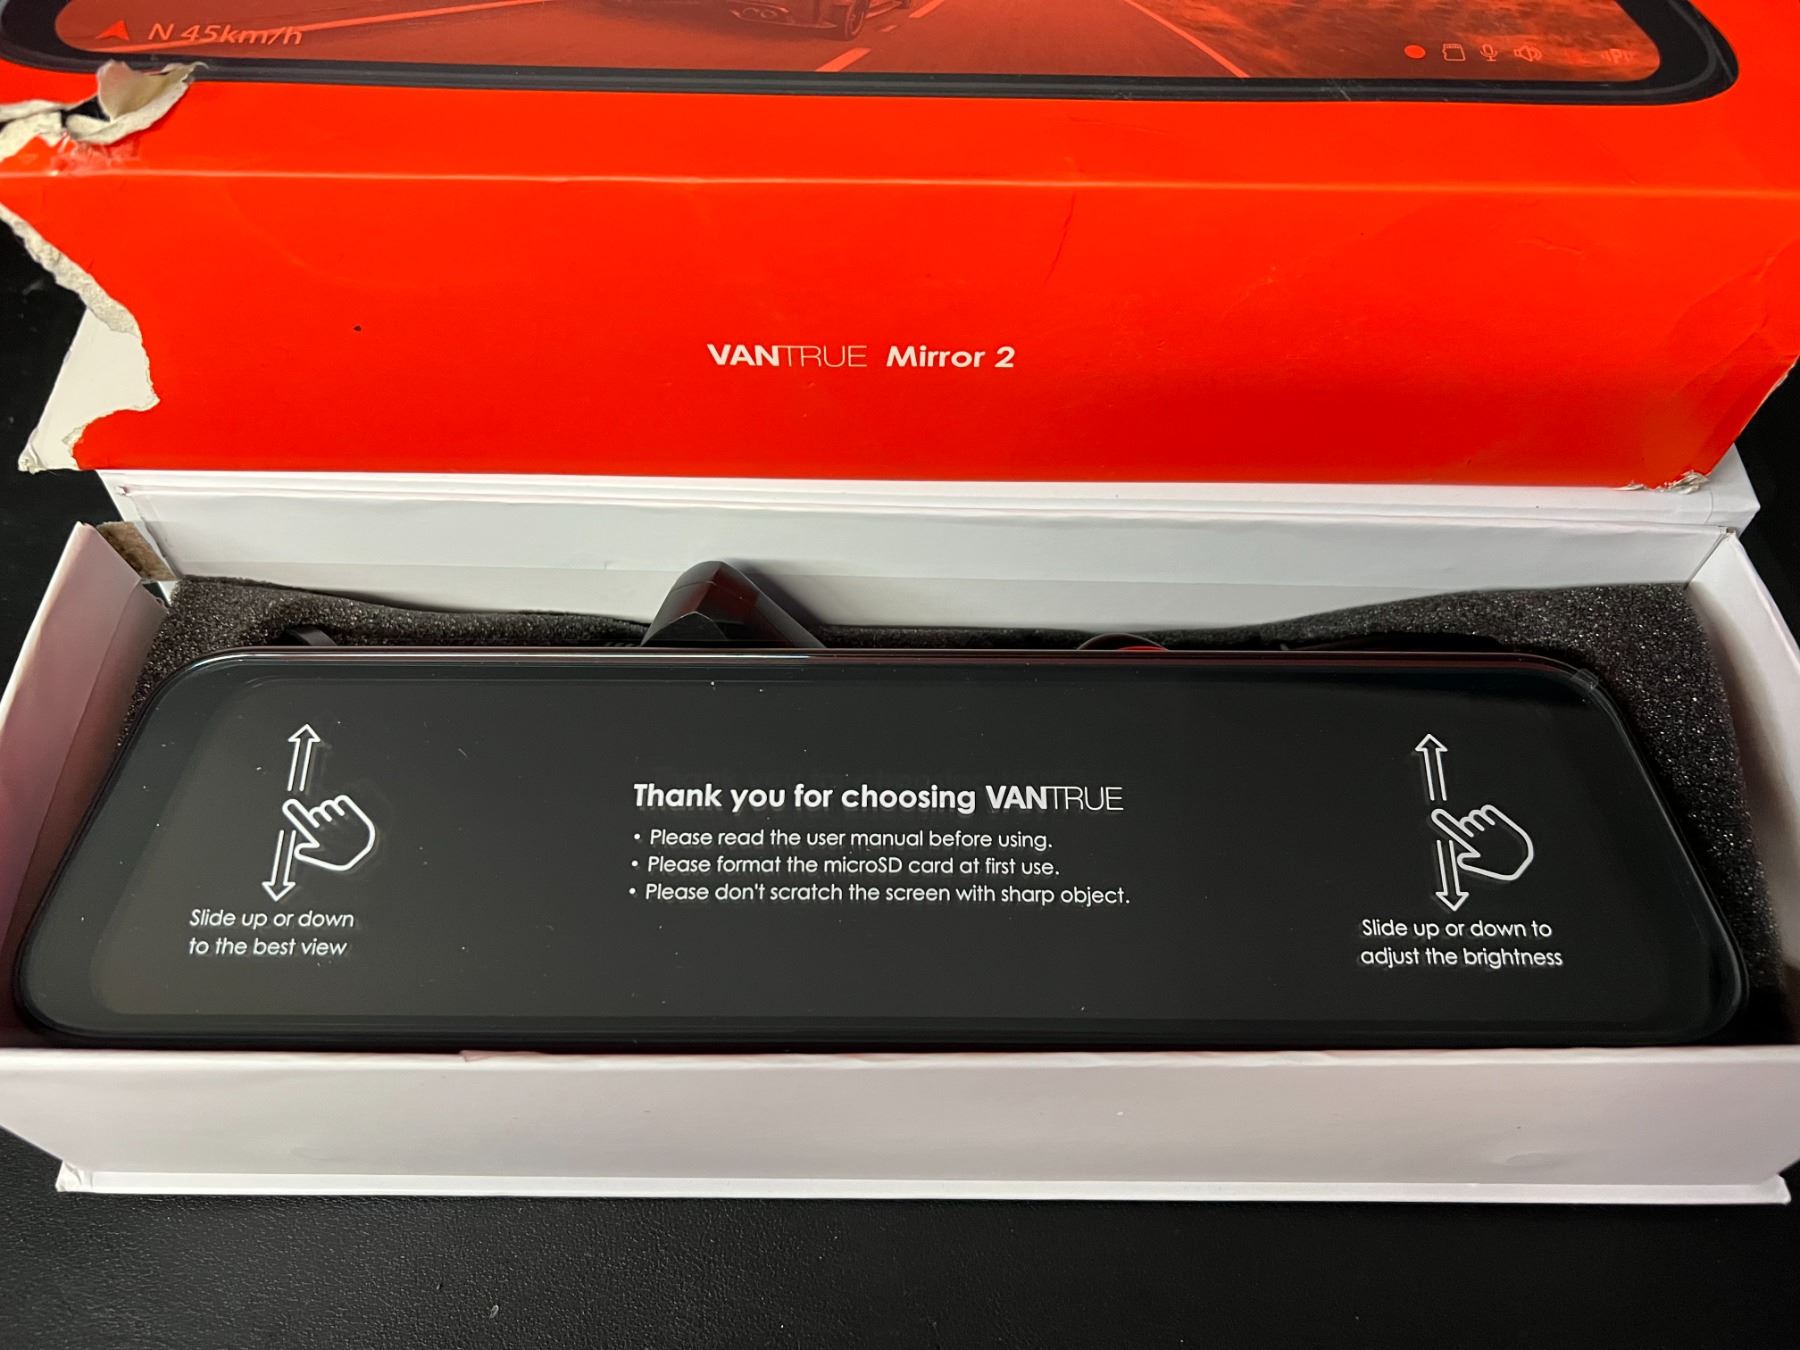 N 45km/h
VANTRUE Mirror 2
Thank you for choosing VANTRUE
• Please read the user manual before using.
• Please format the microSD card at first use.
• Please don't scratch the screen with sharp object.
Slide up or down
to the best view
Slide up or down to
adjust the brightness